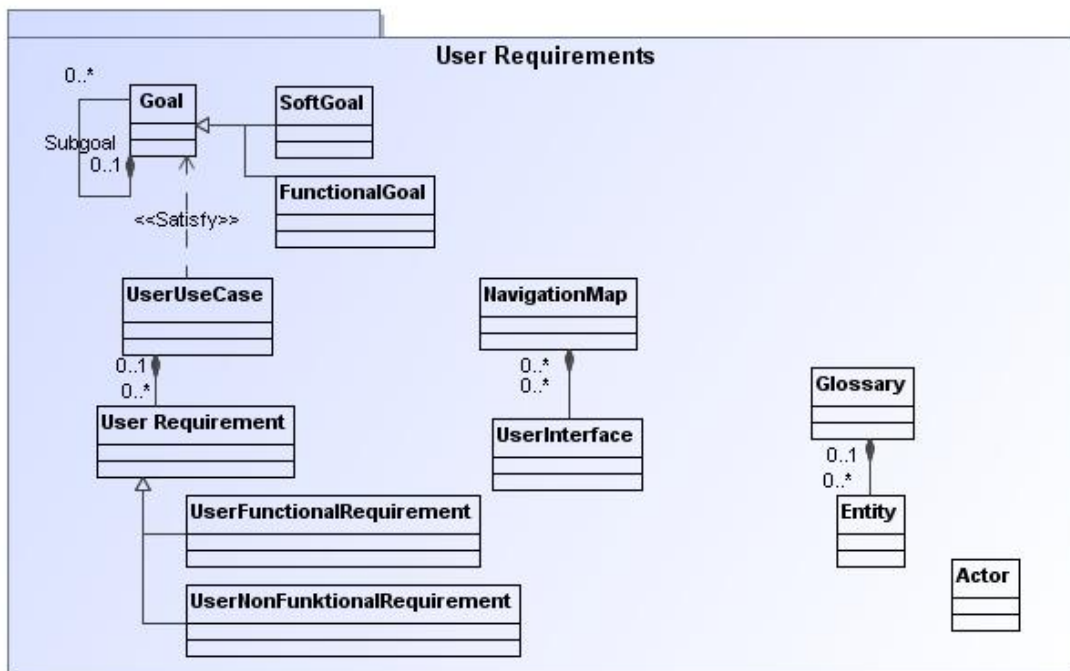 User Requirements
0..*
Goal
SoftGoal
Subgoal
0..1
FunctionalGoal
<<Satisfy>>
UserUseCase
NavigationMap
0..1
0..*
0..*
0..*
Glossary
User Requirement
UserInterface
0..1
0..*
UserFunctionalRequirement
Entity
Actor
UserNonFunktionalRequirement